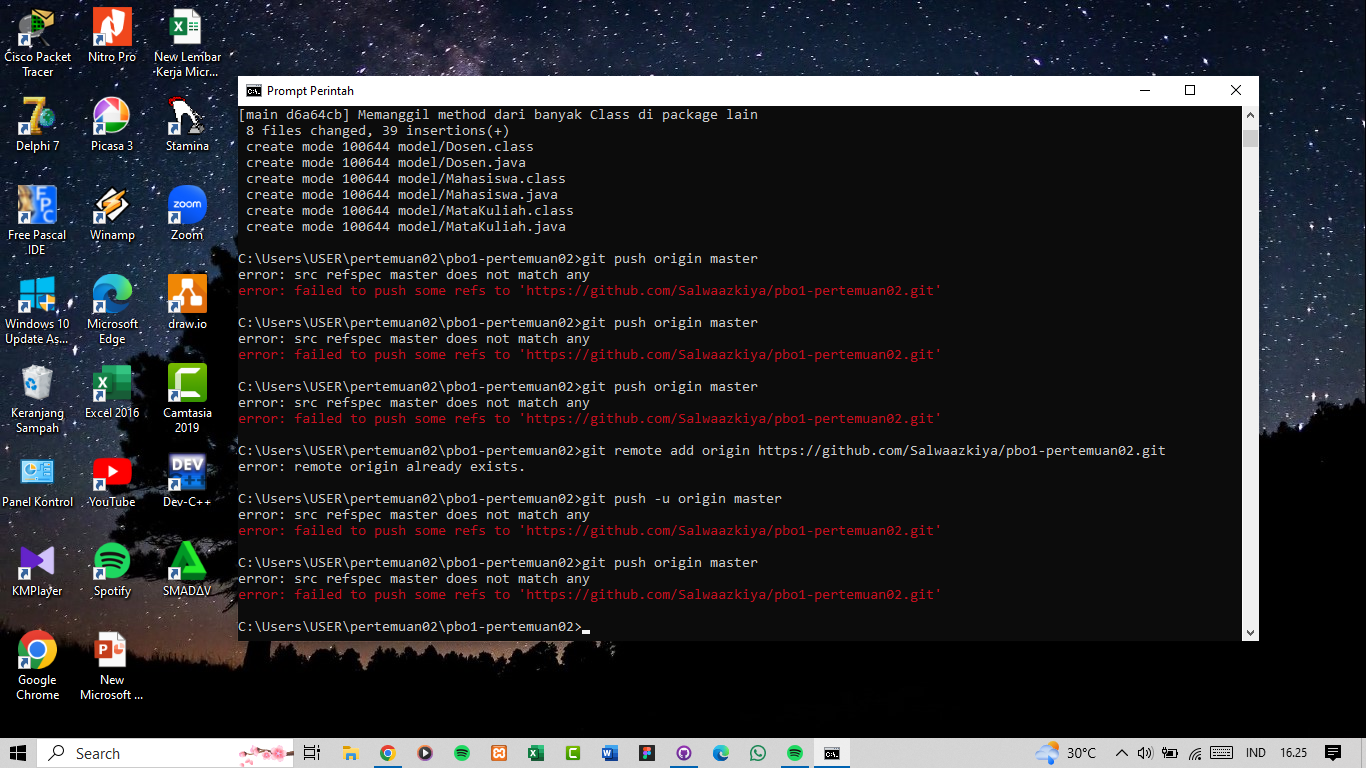 Cisco Packet
Tracer
Nitro Pro
New Lembar
Kerja Micr...
Delphi 7
Picasa 3
Stamina
Free Pascal
IDE
Winamp
zoom
Zoom
Windows 10
Update As...
Microsoft
Edge
draw.io
Keranjang
Sampah
Excel 2016
Camtasia
2019
Panel Kontrol
YouTube
DEV
Dev-C++
KMPlayer
Spotify
SMADΔV
Google
Chrome
New
Microsoft ...
Prompt Perintah
[main d6a64cb] Memanggil method dari banyak Class di package lain
8 files changed, 39 insertions(+)
create mode 100644 model/Dosen.class
create mode 100644 model/Dosen.java
create mode 100644 model/Mahasiswa.class
create mode 100644 model/Mahasiswa.java
create mode 100644 model/MataKuliah.class
create mode 100644 model/MataKuliah.java
C:\Users\USER\pertemuan02\pbo1-pertemuan02>git push origin master
error: src refspec master does not match any
error: failed to push some refs to 'https://github.com/Salwaazkiya/pbo1-pertemuan02.git'
C:\Users\USER\pertemuan02\pbo1-pertemuan02>git push origin master
error: src refspec master does not match any
error: failed to push some refs to 'https://github.com/Salwaazkiya/pbo1-pertemuan02.git'
C:\Users\USER\pertemuan02\pbo1-pertemuan02>git push origin master
error: src refspec master does not match any
error: failed to push some refs to 'https://github.com/Salwaazkiya/pbo1-pertemuan02.git'
C:\Users\USER\pertemuan02\pbo1-pertemuan02>git remote add origin https://github.com/Salwaazkiya/pbo1-pertemuan02.git
error: remote origin already exists.
C:\Users\USER\pertemuan02\pbo1-pertemuan02>git push -u origin master
error: src refspec master does not match any
error: failed to push some refs to 'https://github.com/Salwaazkiya/pbo1-pertemuan02.git'
C:\Users\USER\pertemuan02\pbo1-pertemuan02>git push origin master
error: src refspec master does not match any
error: failed to push some refs to 'https://github.com/Salwaazkiya/pbo1-pertemuan02.git'
C:\Users\USER\pertemuan02\pbo1-pertemuan02>
Search
30°C
IND
16.25